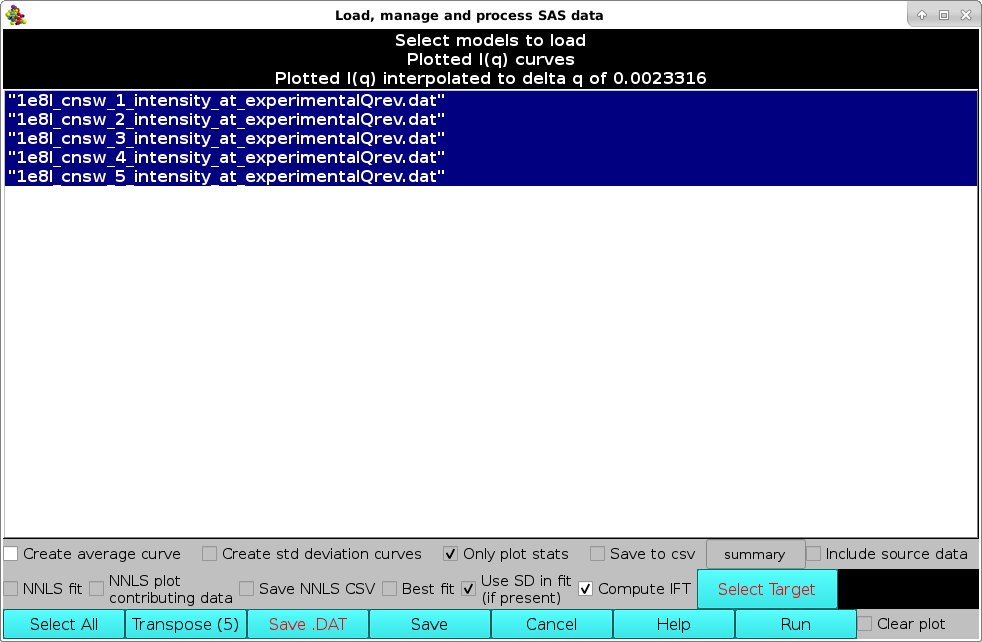 Load, manage and process SAS data
Select models to load
Plotted I(q) curves
Plotted I(q) interpolated to delta q of 0.0023316
"1e8l_cnsw_1_intensity_at_experimentalQrev.dat"
"1e8l_cnsw_2_intensity_at_experimentalQrev.dat"
"1e8l_cnsw_3_intensity_at_experimentalQrev.dat"
"1e8l_cnsw_4_intensity_at_experimentalQrev.dat"
"1e8l_cnsw_5_intensity_at_experimentalQrev.dat"
Create average curve Create std deviation curves Only plot stats Save to csv summary Include source data
NNLS fit NNLS plot contributing data Save NNLS CSV Best fit Use SD in fit (if present) Compute IFT Select Target
Select All Transpose (5) Save .DAT Save Cancel Help Run Clear plot